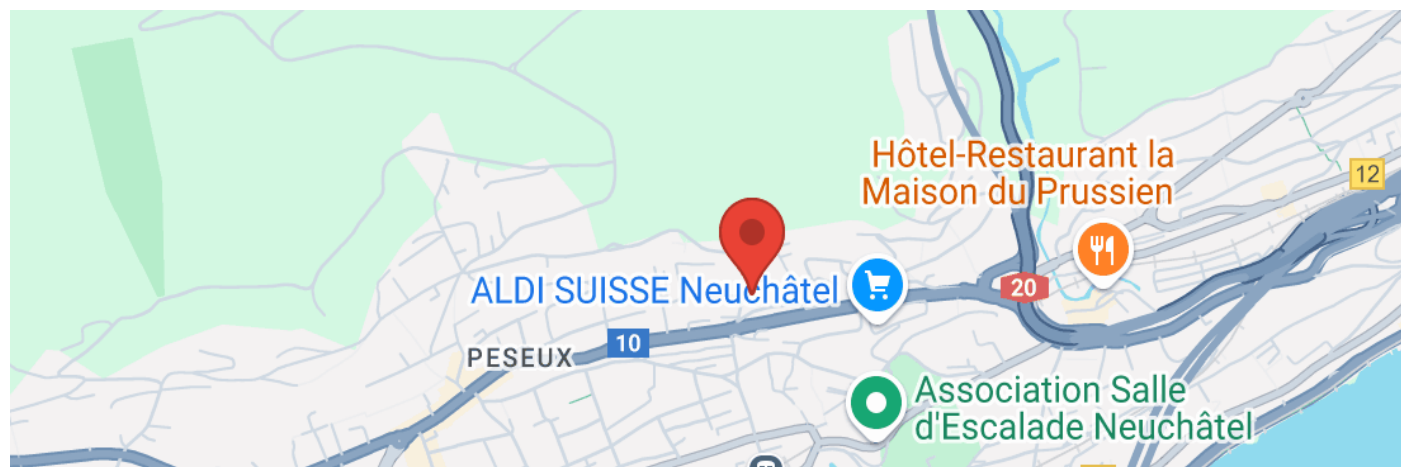 Hôtel-Restaurant la
Maison du Prussien
12
ALDI SUISSE Neuchâtel
20
10
PESEUX
Association Salle
d'Escalade Neuchâtel